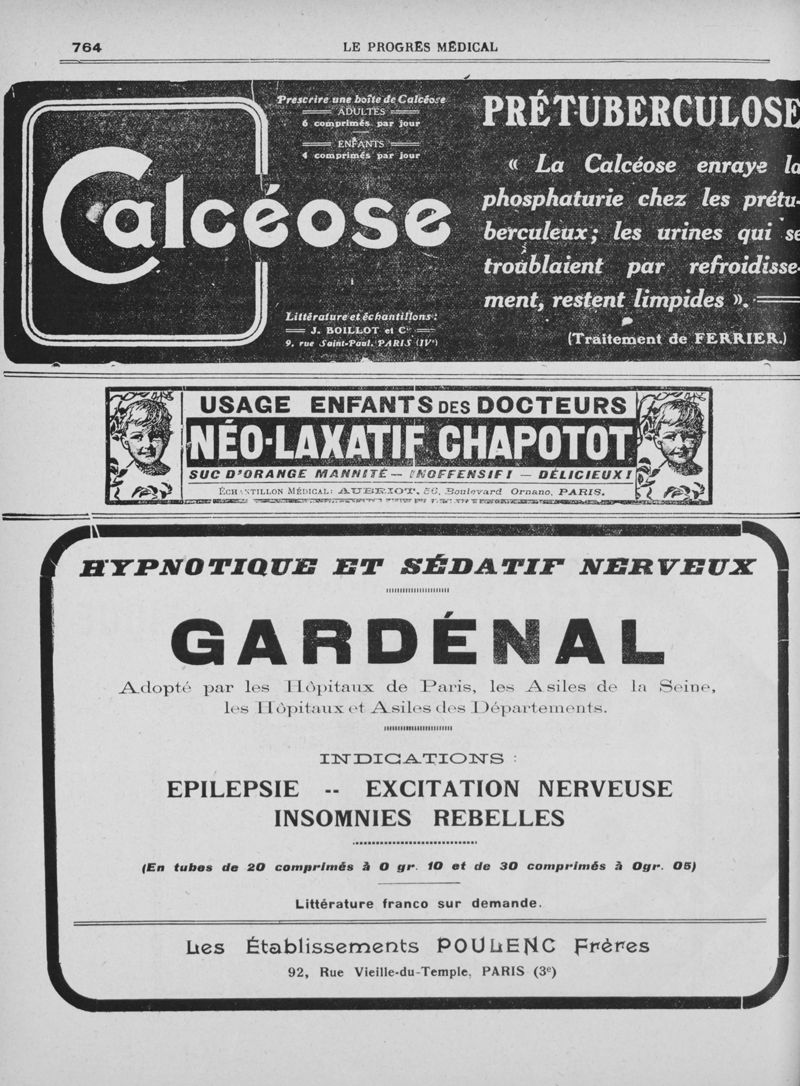 764
LE PROGRÈS MÉDICAL
Prescrire une boîte de Calcéose
ADULTES
6 comprimés par jour
ENFANTS
4 comprimés par jour
Calcéose
Littérature et échantillons :
J. BOILLOT et Cie
9, rue Saint-Paul. PARIS (IVe)
PRÉTUBERCULOSE
« La Calcéose enraye la
phosphaturie chez les prétu-
berculeux ; les urines qui se
troublaient par refroidisse-
ment, restent limpides ».
(Traitement de FERRIER.)
USAGE ENFANTS DES DOCTEURS
NÉO-LAXATIF CHAPOTOT
SUC D'ORANGE MANNITÉ — INOFFENSIF ! — DÉLICIEUX !
ÉCHANTILLON MÉDICAL : AUBRIOT, 56, Boulevard Ornano, PARIS.
HYPNOTIQUE ET SÉDATIF NERVEUX
GARDÉNAL
Adopté par les Hôpitaux de Paris, les Asiles de la Seine,
les Hôpitaux et Asiles des Départements.
INDICATIONS :
EPILEPSIE -- EXCITATION NERVEUSE
INSOMNIES REBELLES
(En tubes de 20 comprimés à 0 gr. 10 et de 30 comprimés à 0gr. 05)
Littérature franco sur demande.
Les Établissements POULENC Frères
92, Rue Vieille-du-Temple, PARIS (3e)